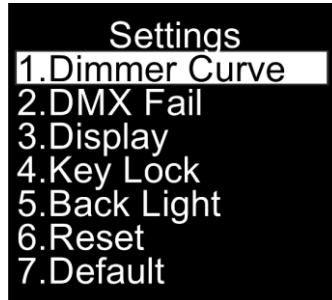 Settings
1.Dimmer Curve
2.DMX Fail
3.Display
4.Key Lock
5.Back Light
6.Reset
7.Default